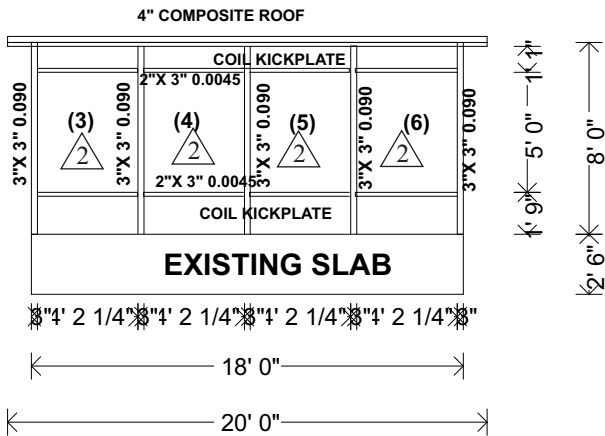 4" COMPOSITE ROOF
COIL KICKPLATE
2"X 3" 0.0045
3"X 3" 0.090
3"X 3" 0.090
3"X 3" 0.090
3"X 3" 0.090
3"X 3" 0.090
(3)
(4)
(5)
(6)
2
2
2
2
2"X 3" 0.0045
COIL KICKPLATE
EXISTING SLAB
1' 1"
5' 0"
1' 9"
8' 0"
2' 6"
3" 4' 2 1/4" 3" 4' 2 1/4" 3" 4' 2 1/4" 3" 4' 2 1/4" 3"
18' 0"
20' 0"